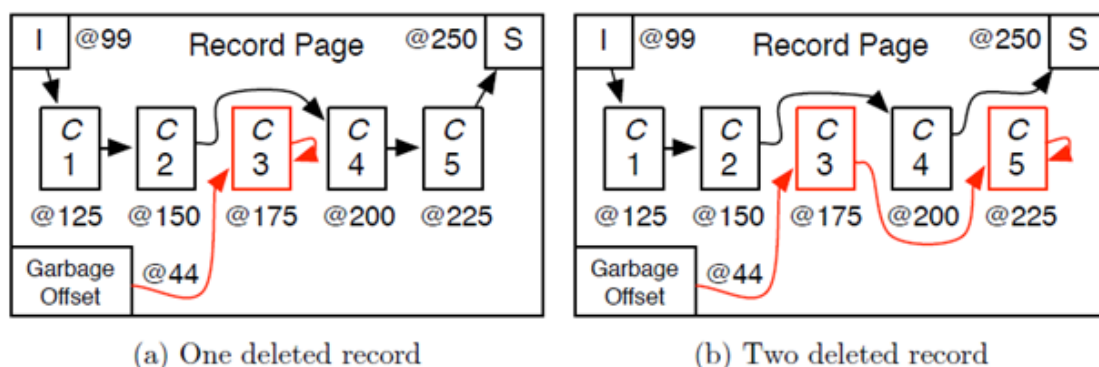 I @99 Record Page @250 S
C C C C C
1 2 3 4 5
@125 @150 @175 @200 @225
Garbage
Offset
@44
(a) One deleted record
I @99 Record Page @250 S
C C C C C
1 2 3 4 5
@125 @150 @175 @200 @225
Garbage
Offset
@44
(b) Two deleted record